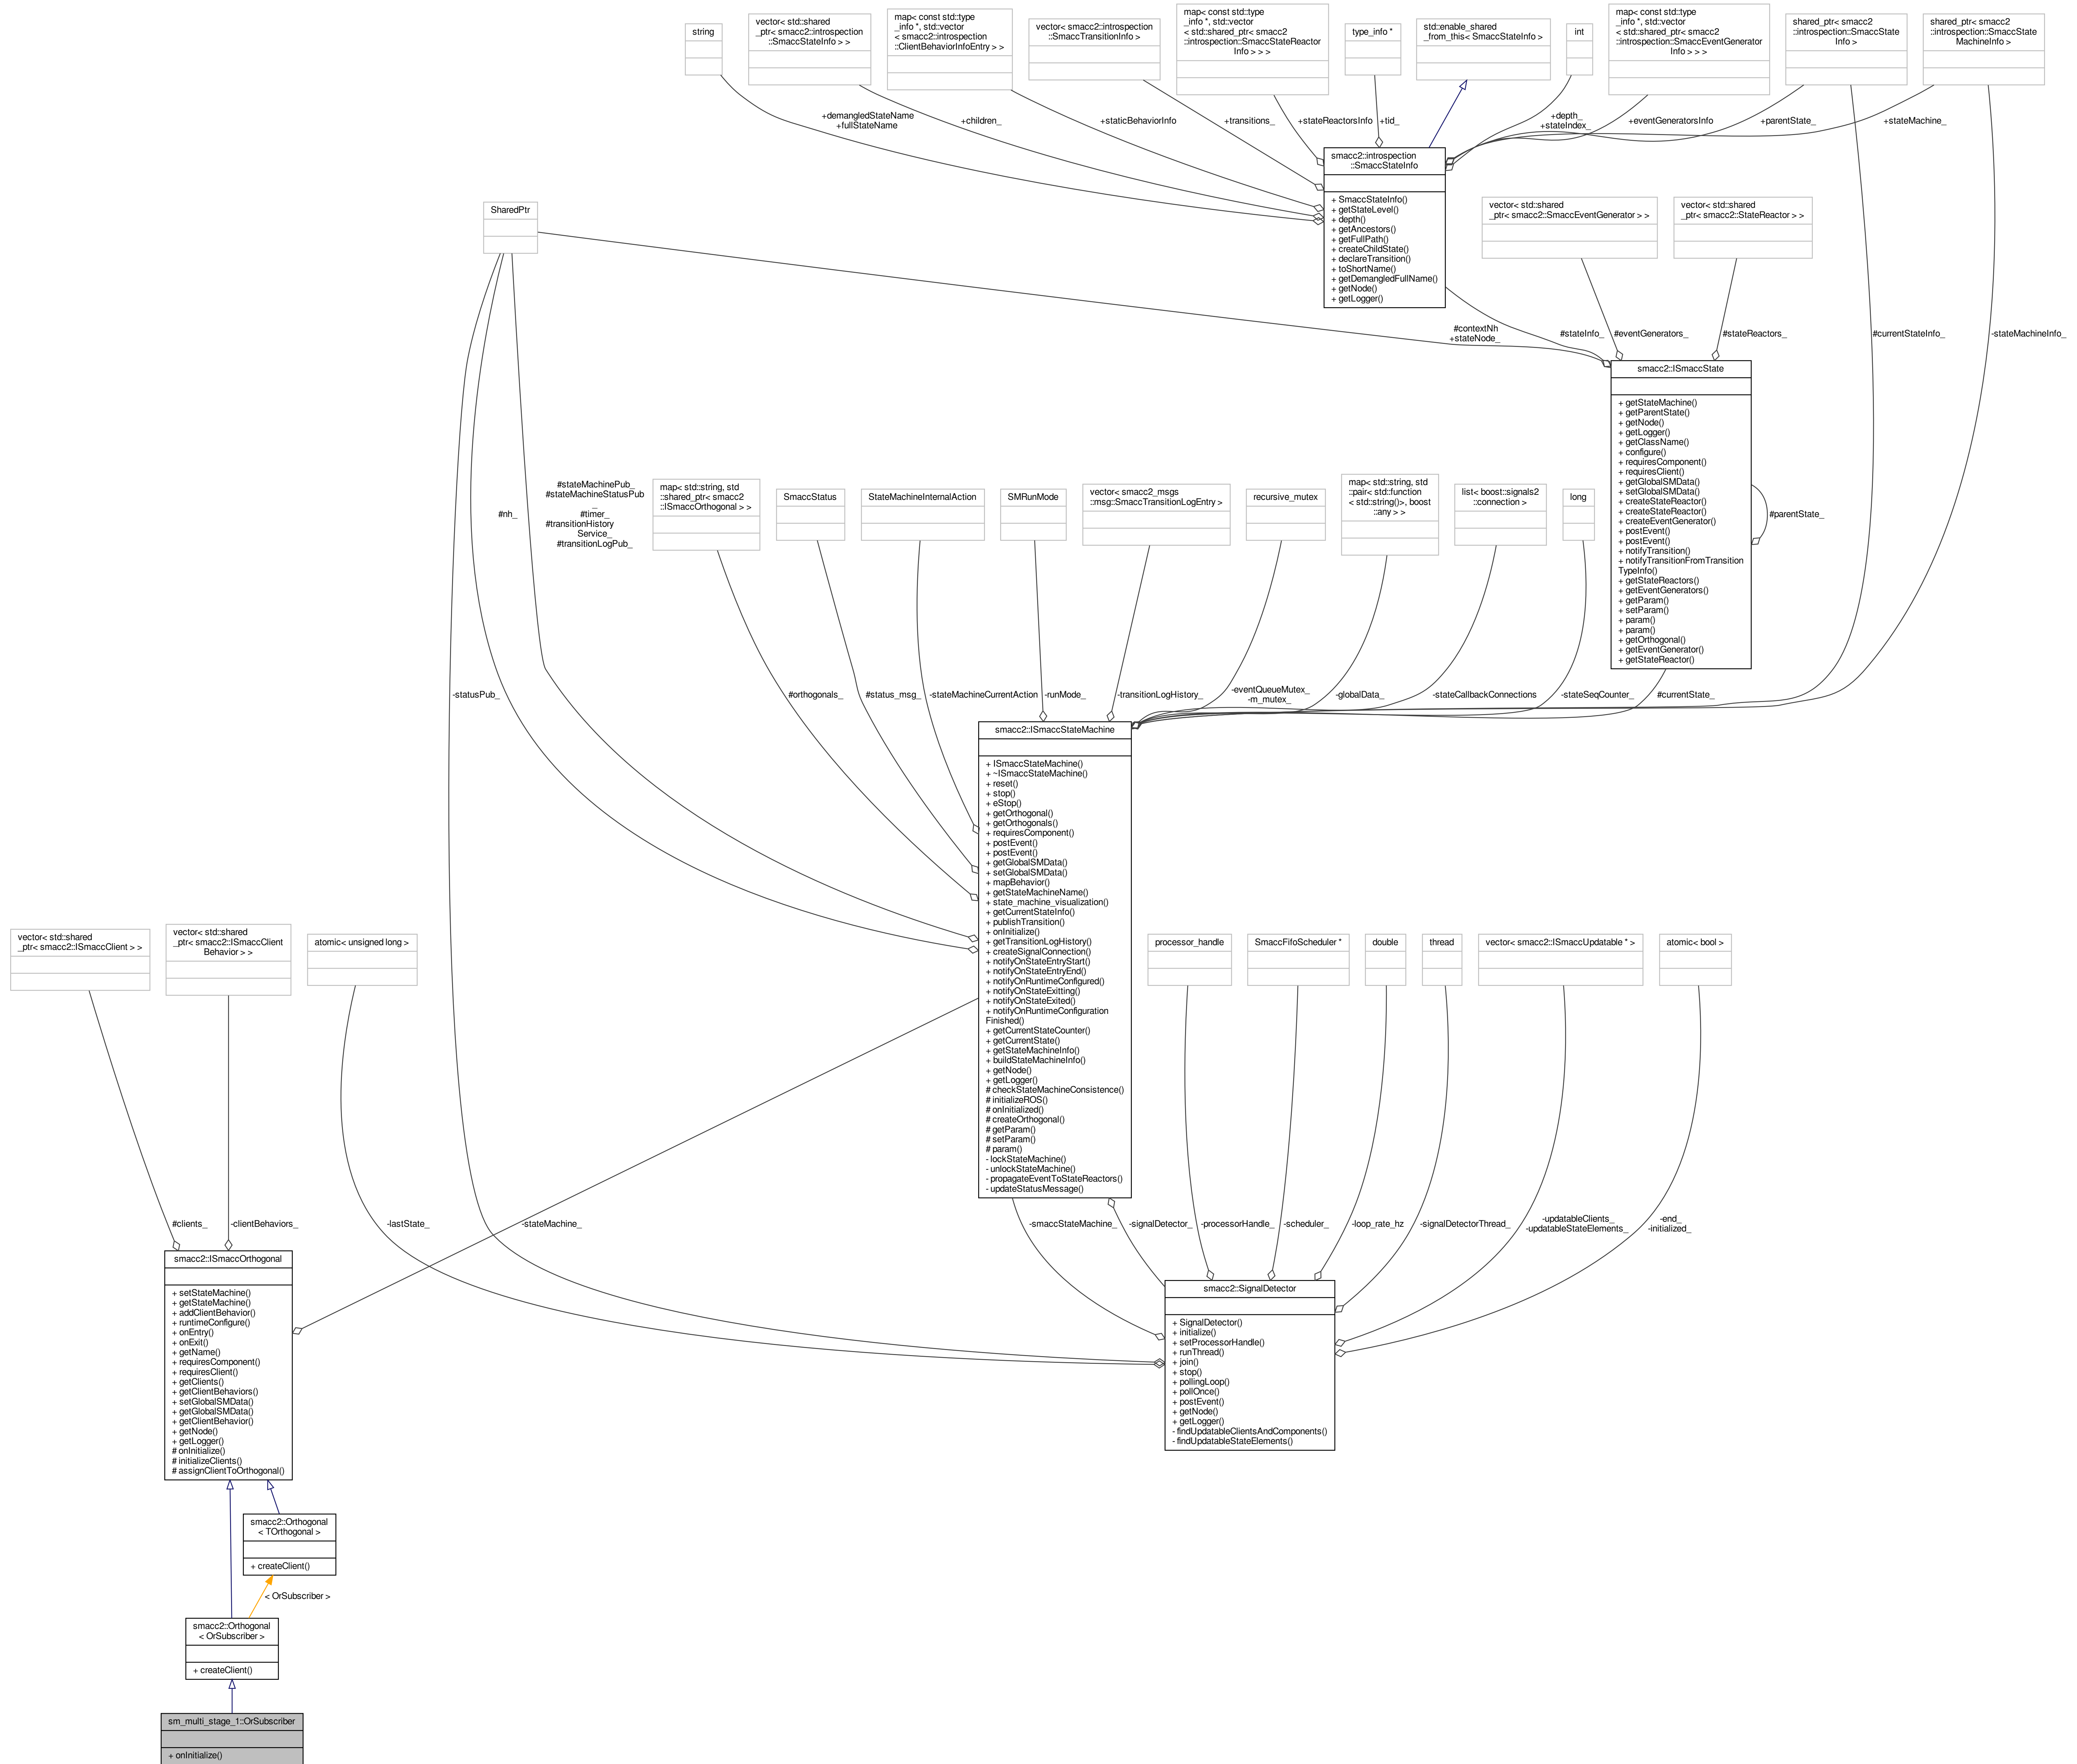 string
vector< std::shared
_ptr< smacc2::introspection
::SmaccStateInfo > >
map< const std::type
_info *, std::vector
< smacc2::introspection
::ClientBehaviorInfoEntry > >
vector< smacc2::introspection
::SmaccTransitionInfo >
map< const std::type
_info *, std::vector
< std::shared_ptr< smacc2
::introspection::SmaccStateReactor
Info > > >
type_info *
std::enable_shared
_from_this< SmaccStateInfo >
int
map< const std::type
_info *, std::vector
< std::shared_ptr< smacc2
::introspection::SmaccEventGenerator
Info > > >
shared_ptr< smacc2
::introspection::SmaccState
Info >
shared_ptr< smacc2
::introspection::SmaccState
MachineInfo >
+demangledStateName
+fullStateName
+children_
+staticBehaviorInfo
+transitions_
+stateReactorsInfo
+tid_
+depth_
+stateIndex_
+eventGeneratorsInfo
+parentState_
+stateMachine_
smacc2::introspection
::SmaccStateInfo
+ SmaccStateInfo()
+ getStateLevel()
+ depth()
+ getAncestors()
+ getFullPath()
+ createChildState()
+ declareTransition()
+ toShortName()
+ getDemangledFullName()
+ getNode()
+ getLogger()
SharedPtr
vector< std::shared
_ptr< smacc2::SmaccEventGenerator > >
vector< std::shared
_ptr< smacc2::StateReactor > >
#contextNh
+stateNode_
#stateInfo_
#eventGenerators_
#stateReactors_
#currentStateInfo_
-stateMachineInfo_
smacc2::ISmaccState
+ getStateMachine()
+ getParentState()
+ getNode()
+ getLogger()
+ getClassName()
+ configure()
+ requiresComponent()
+ requiresClient()
+ getGlobalSMData()
+ setGlobalSMData()
+ createStateReactor()
+ createStateReactor()
+ createEventGenerator()
+ postEvent()
+ postEvent()
+ notifyTransition()
+ notifyTransitionFromTransition
TypeInfo()
+ getStateReactors()
+ getEventGenerators()
+ getParam()
+ setParam()
+ param()
+ param()
+ getOrthogonal()
+ getEventGenerator()
+ getStateReactor()
#parentState_
#nh_
#stateMachinePub_
#stateMachineStatusPub
_
#timer_
#transitionHistory
Service_
#transitionLogPub_
map< std::string, std
::shared_ptr< smacc2
::ISmaccOrthogonal > >
SmaccStatus
StateMachineInternalAction
SMRunMode
vector< smacc2_msgs
::msg::SmaccTransitionLogEntry >
recursive_mutex
map< std::string, std
::pair< std::function
< std::string()>, boost
::any > >
list< boost::signals2
::connection >
long
-statusPub_
#orthogonals_
#status_msg_
-stateMachineCurrentAction
-runMode_
-transitionLogHistory_
-eventQueueMutex_
-m_mutex_
-globalData_
-stateCallbackConnections
-stateSeqCounter_
#currentState_
smacc2::ISmaccStateMachine
+ ISmaccStateMachine()
+ ~ISmaccStateMachine()
+ reset()
+ stop()
+ eStop()
+ getOrthogonal()
+ getOrthogonals()
+ requiresComponent()
+ postEvent()
+ postEvent()
+ getGlobalSMData()
+ setGlobalSMData()
+ mapBehavior()
+ getStateMachineName()
+ state_machine_visualization()
+ getCurrentStateInfo()
+ publishTransition()
+ onInitialize()
+ getTransitionLogHistory()
+ createSignalConnection()
+ notifyOnStateEntryStart()
+ notifyOnStateEntryEnd()
+ notifyOnRuntimeConfigured()
+ notifyOnStateExitting()
+ notifyOnStateExited()
+ notifyOnRuntimeConfiguration
Finished()
+ getCurrentStateCounter()
+ getCurrentState()
+ getStateMachineInfo()
+ buildStateMachineInfo()
+ getNode()
+ getLogger()
# checkStateMachineConsistence()
# initializeROS()
# onInitialized()
# createOrthogonal()
# getParam()
# setParam()
# param()
- lockStateMachine()
- unlockStateMachine()
- propagateEventToStateReactors()
- updateStatusMessage()
vector< std::shared
_ptr< smacc2::ISmaccClient > >
vector< std::shared
_ptr< smacc2::ISmaccClient
Behavior > >
atomic< unsigned long >
processor_handle
SmaccFifoScheduler *
double
thread
vector< smacc2::ISmaccUpdatable * >
atomic< bool >
#clients_
-clientBehaviors_
-lastState_
-stateMachine_
-smaccStateMachine_
-signalDetector_
-processorHandle_
-scheduler_
-loop_rate_hz
-signalDetectorThread_
-updatableClients_
-updatableStateElements_
-end_
-initialized_
smacc2::ISmaccOrthogonal
+ setStateMachine()
+ getStateMachine()
+ addClientBehavior()
+ runtimeConfigure()
+ onEntry()
+ onExit()
+ getName()
+ requiresComponent()
+ requiresClient()
+ getClients()
+ getClientBehaviors()
+ setGlobalSMData()
+ getGlobalSMData()
+ getClientBehavior()
+ getNode()
+ getLogger()
# onInitialize()
# initializeClients()
# assignClientToOrthogonal()
smacc2::SignalDetector
+ SignalDetector()
+ initialize()
+ setProcessorHandle()
+ runThread()
+ join()
+ stop()
+ pollingLoop()
+ pollOnce()
+ postEvent()
+ getNode()
+ getLogger()
- findUpdatableClientsAndComponents()
- findUpdatableStateElements()
smacc2::Orthogonal
< TOrthogonal >
+ createClient()
< OrSubscriber >
smacc2::Orthogonal
< OrSubscriber >
+ createClient()
sm_multi_stage_1::OrSubscriber
+ onInitialize()